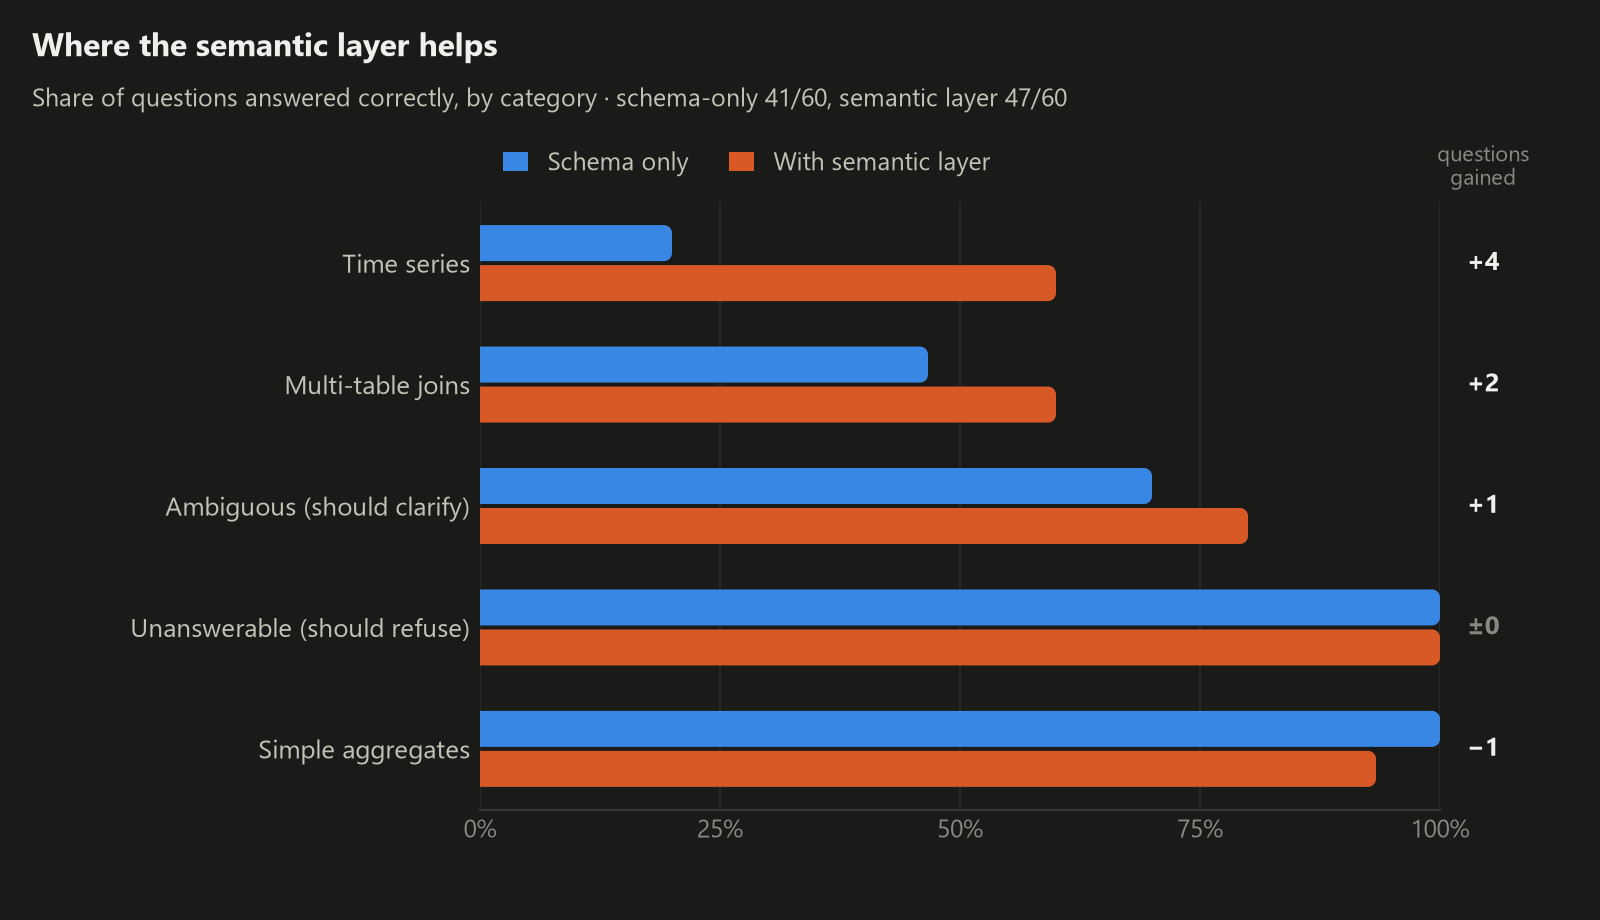 Where the semantic layer helps
Share of questions answered correctly, by category · schema-only 41/60, semantic layer 47/60
Schema only
With semantic layer
questions
gained
Time series
+4
Multi-table joins
+2
Ambiguous (should clarify)
+1
Unanswerable (should refuse)
±0
Simple aggregates
−1
0%
25%
50%
75%
100%